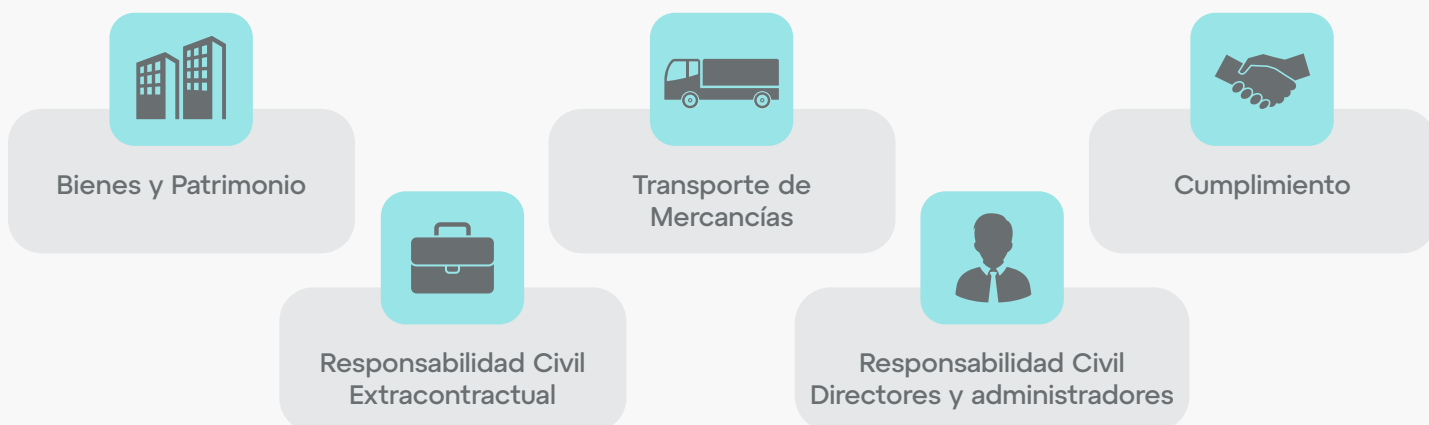 Bienes y Patrimonio
Transporte de
Mercancías
Cumplimiento
Responsabilidad Civil
Extracontractual
Responsabilidad Civil
Directores y administradores